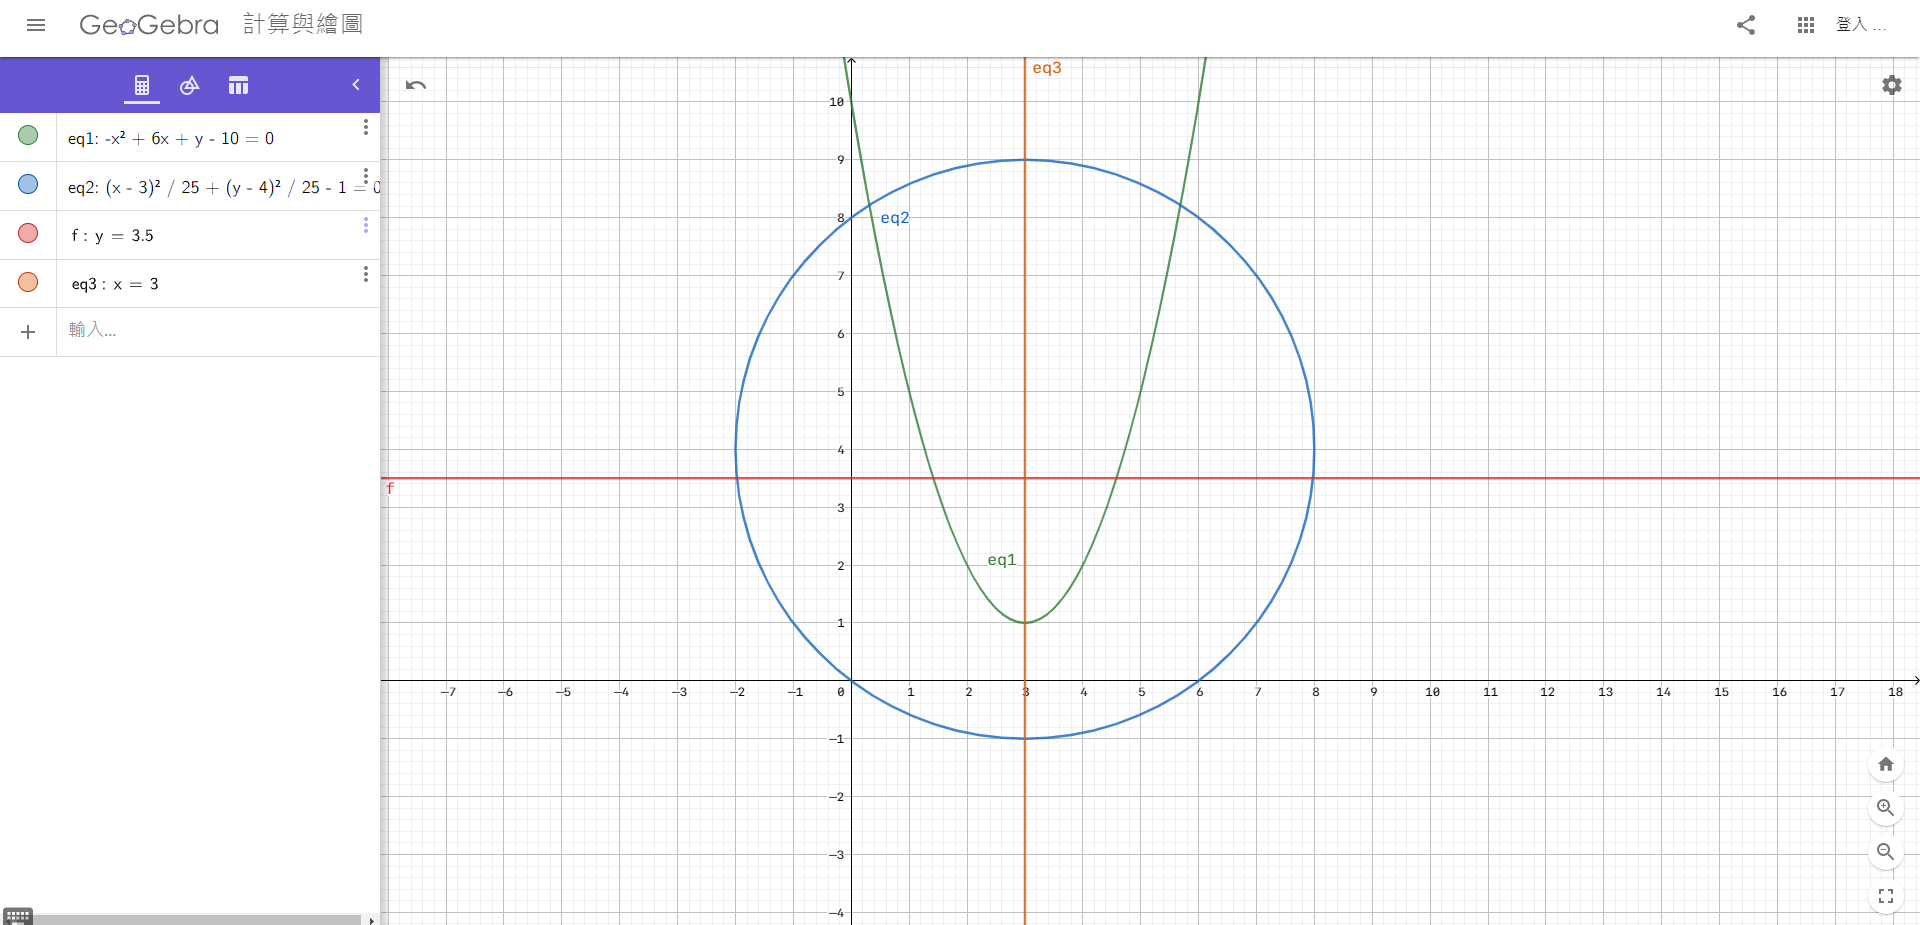 GeoGebra 計算與繪圖
登入 ...
eq1: -x² + 6x + y - 10 = 0
eq2: (x - 3)² / 25 + (y - 4)² / 25 - 1 = 0
f : y = 3.5
eq3 : x = 3
+ 輸入...
eq3
10
9
8
eq2
7
6
5
4
f
3
eq1
2
1
–7 –6 –5 –4 –3 –2 –1 0 1 2 3 4 5 6 7 8 9 10 11 12 13 14 15 16 17 18
–1
–2
–3
–4